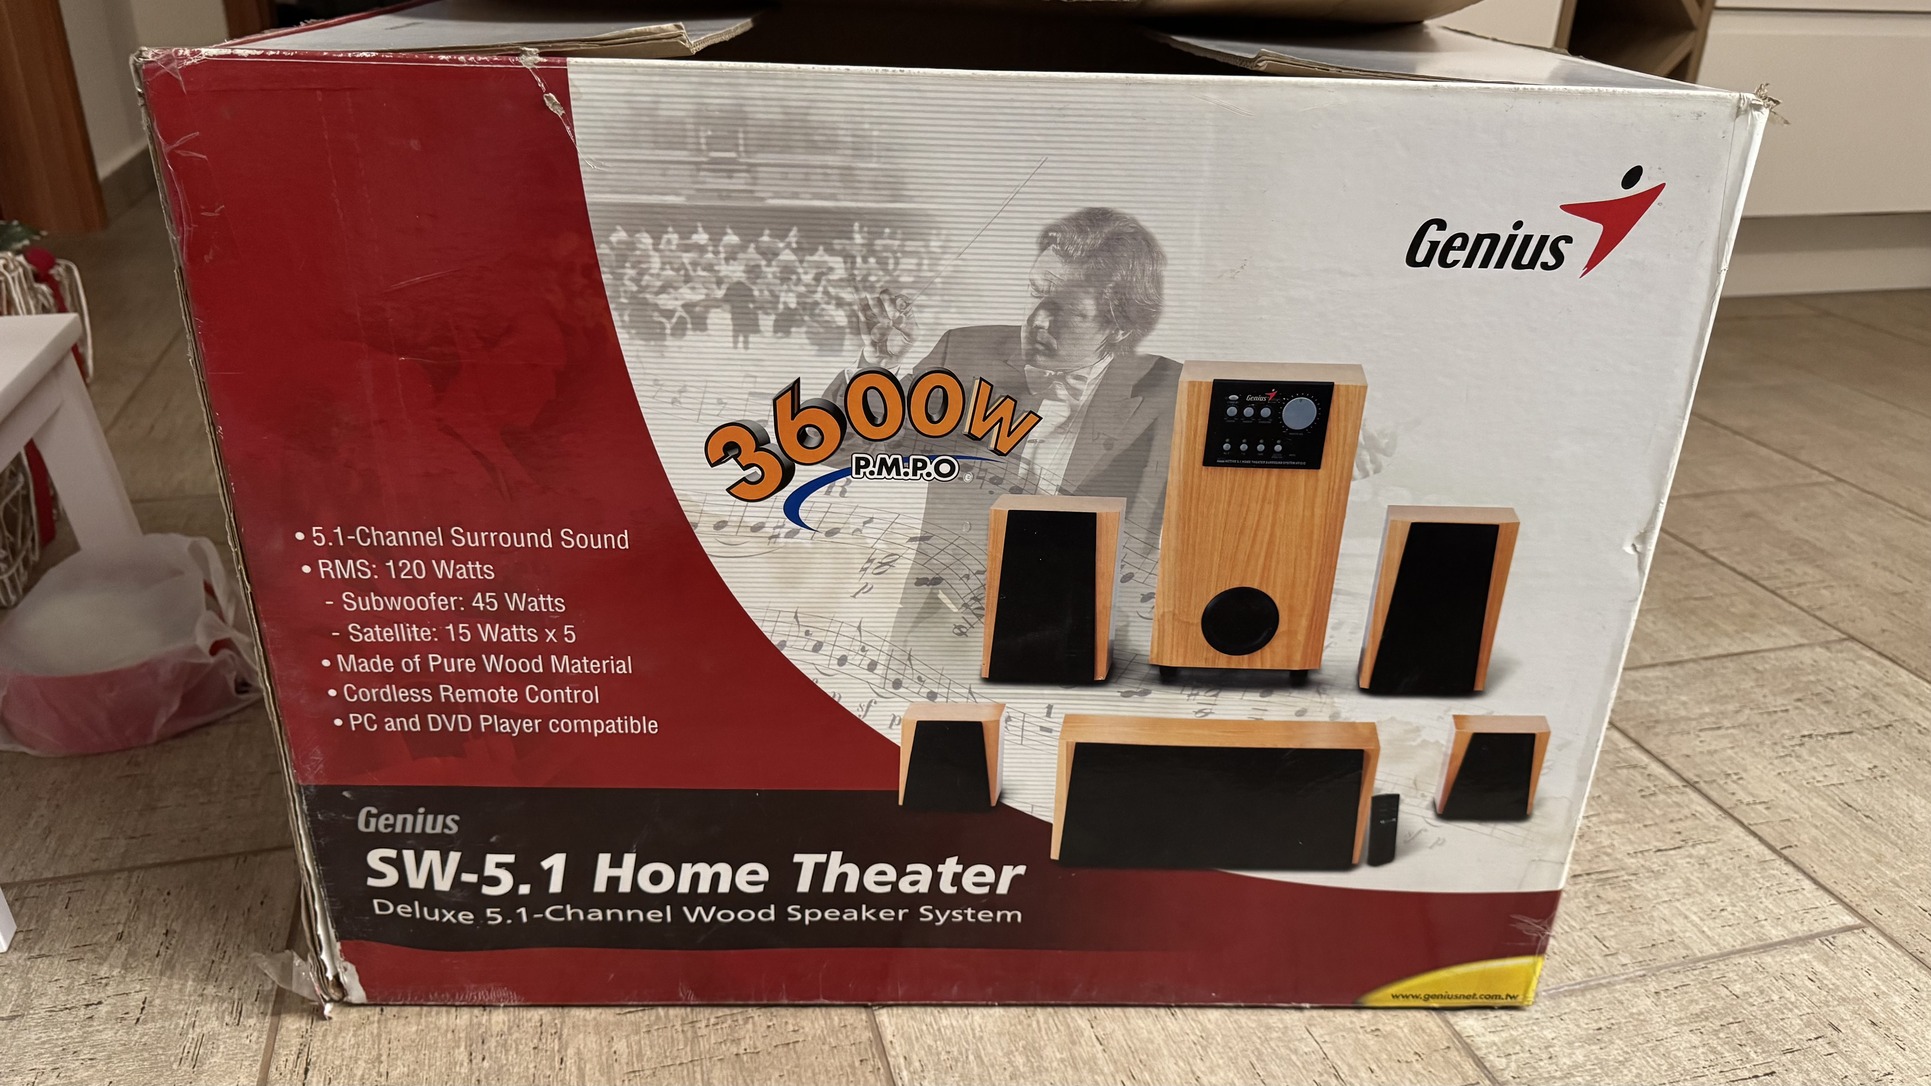 Genius
3600W
P.M.P.O
Genius
• 5.1-Channel Surround Sound
• RMS: 120 Watts
- Subwoofer: 45 Watts
- Satellite: 15 Watts x 5
• Made of Pure Wood Material
• Cordless Remote Control
• PC and DVD Player compatible
Genius
SW-5.1 Home Theater
Deluxe 5.1-Channel Wood Speaker System
www.geniusnet.com.tw